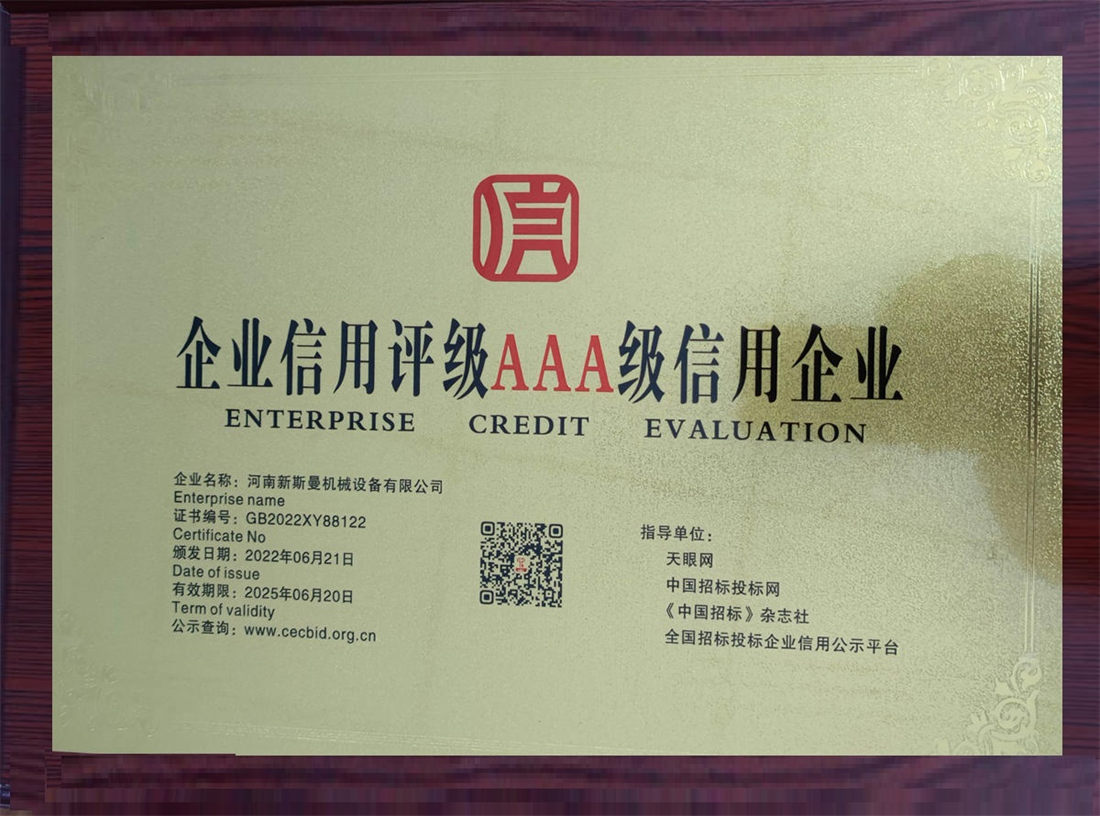 信
企业信用评级AAA级信用企业
ENTERPRISE CREDIT EVALUATION
企业名称：河南新斯曼机械设备有限公司
Enterprise name
证书编号：GB2022XY88122
Certificate No
颁发日期：2022年06月21日
Date of issue
有效期限：2025年06月20日
Term of validity
公示查询：www.cecbid.org.cn
指导单位：
天眼网
中国招标投标网
《中国招标》杂志社
全国招标投标企业信用公示平台